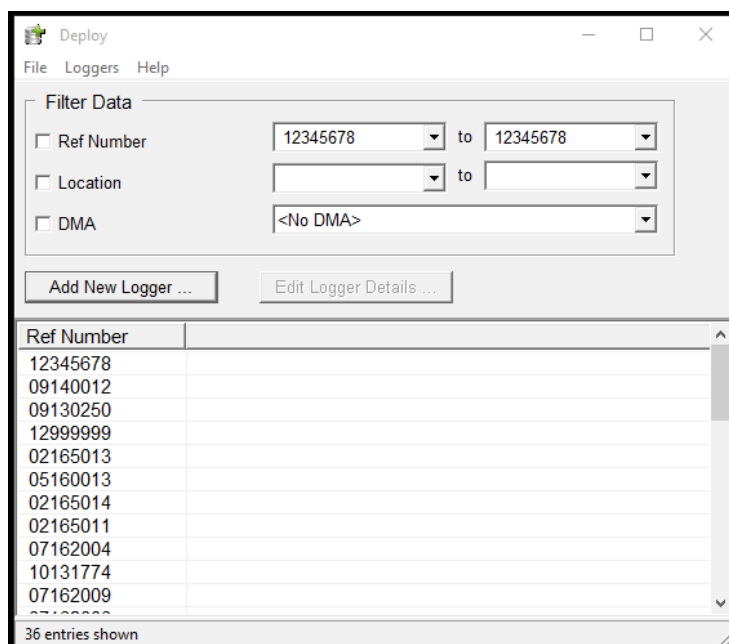 Deploy
File Loggers Help
Filter Data
Ref Number 12345678 to 12345678
Location to
DMA <No DMA>
Add New Logger ... Edit Logger Details ...
Ref Number
12345678
09140012
09130250
12999999
02165013
05160013
02165014
02165011
07162004
10131774
07162009
36 entries shown